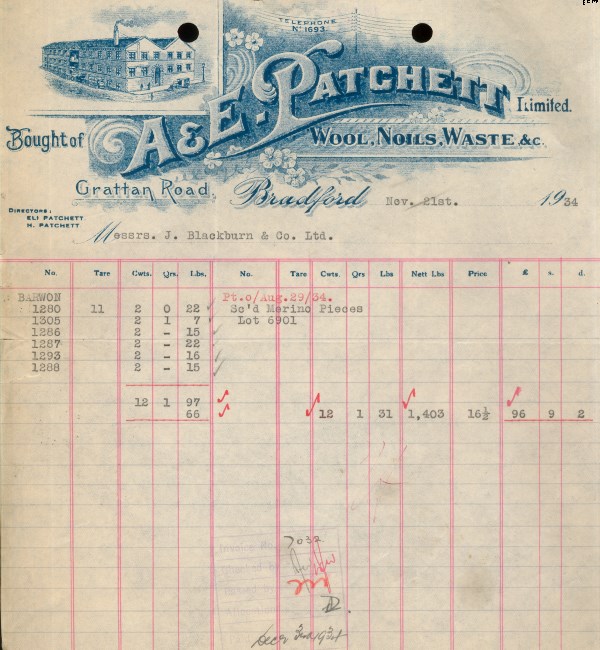 TELEPHONE
No 1693.
A & E. PATCHETT Limited.
Bought of
WOOL, NOILS, WASTE & c.
Grattan Road, Bradford Nov. 21st. 1934
DIRECTORS:
ELI PATCHETT
H. PATCHETT
Messrs. J. Blackburn & Co. Ltd.
No. Tare Cwts. Qrs. Lbs. No. Tare Cwts. Qrs Lbs Nett Lbs Price £ s. d.
BARWON Pt.o/Aug.29/34.
1280 11 2 0 22 Sc'd Merino Pieces
1305 2 1 7 Lot 6901
1286 2 - 15
1287 2 - 22
1293 2 - 16
1288 2 - 15
12 1 97
66 12 1 31 1,403 16½ 96 9 2
7032